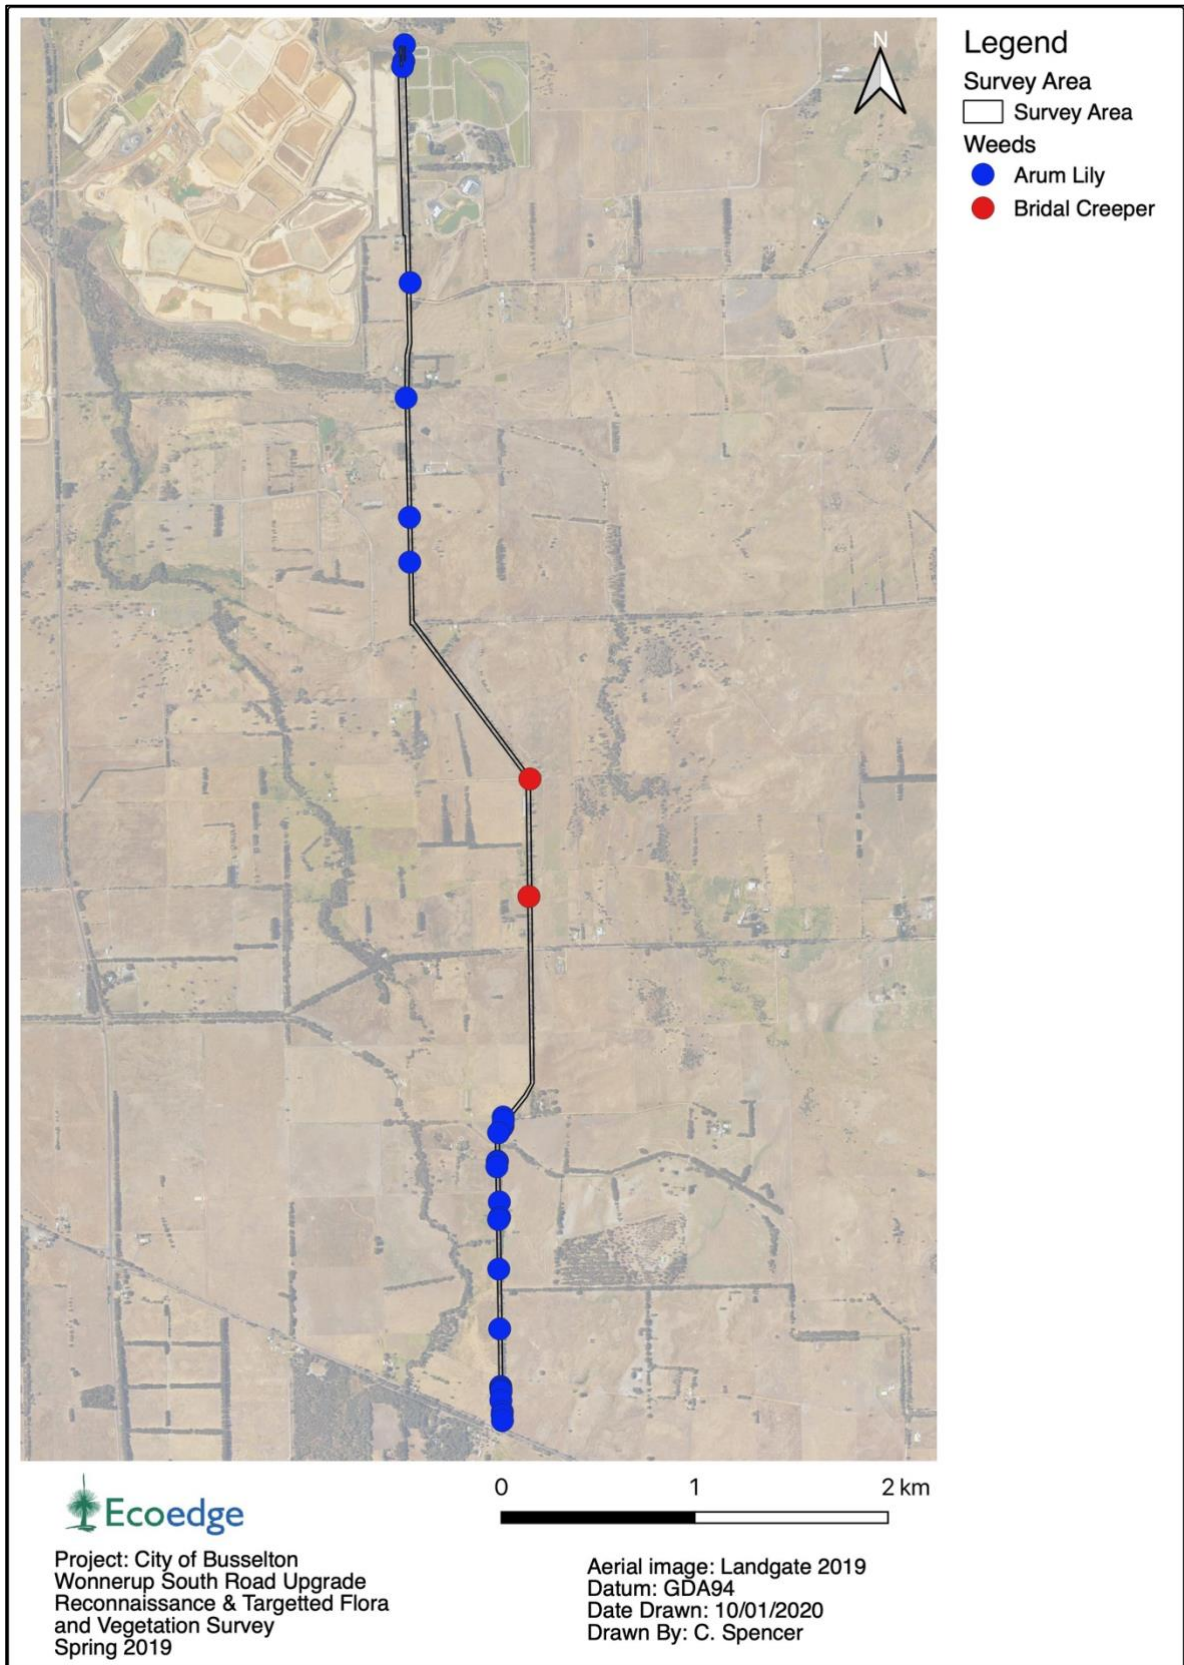 N
Legend
Survey Area
Survey Area
Weeds
Arum Lily
Bridal Creeper
0 1 2 km
Ecoedge
Project: City of Busselton
Wonnerup South Road Upgrade
Reconnaissance & Targetted Flora
and Vegetation Survey
Spring 2019
Aerial image: Landgate 2019
Datum: GDA94
Date Drawn: 10/01/2020
Drawn By: C. Spencer